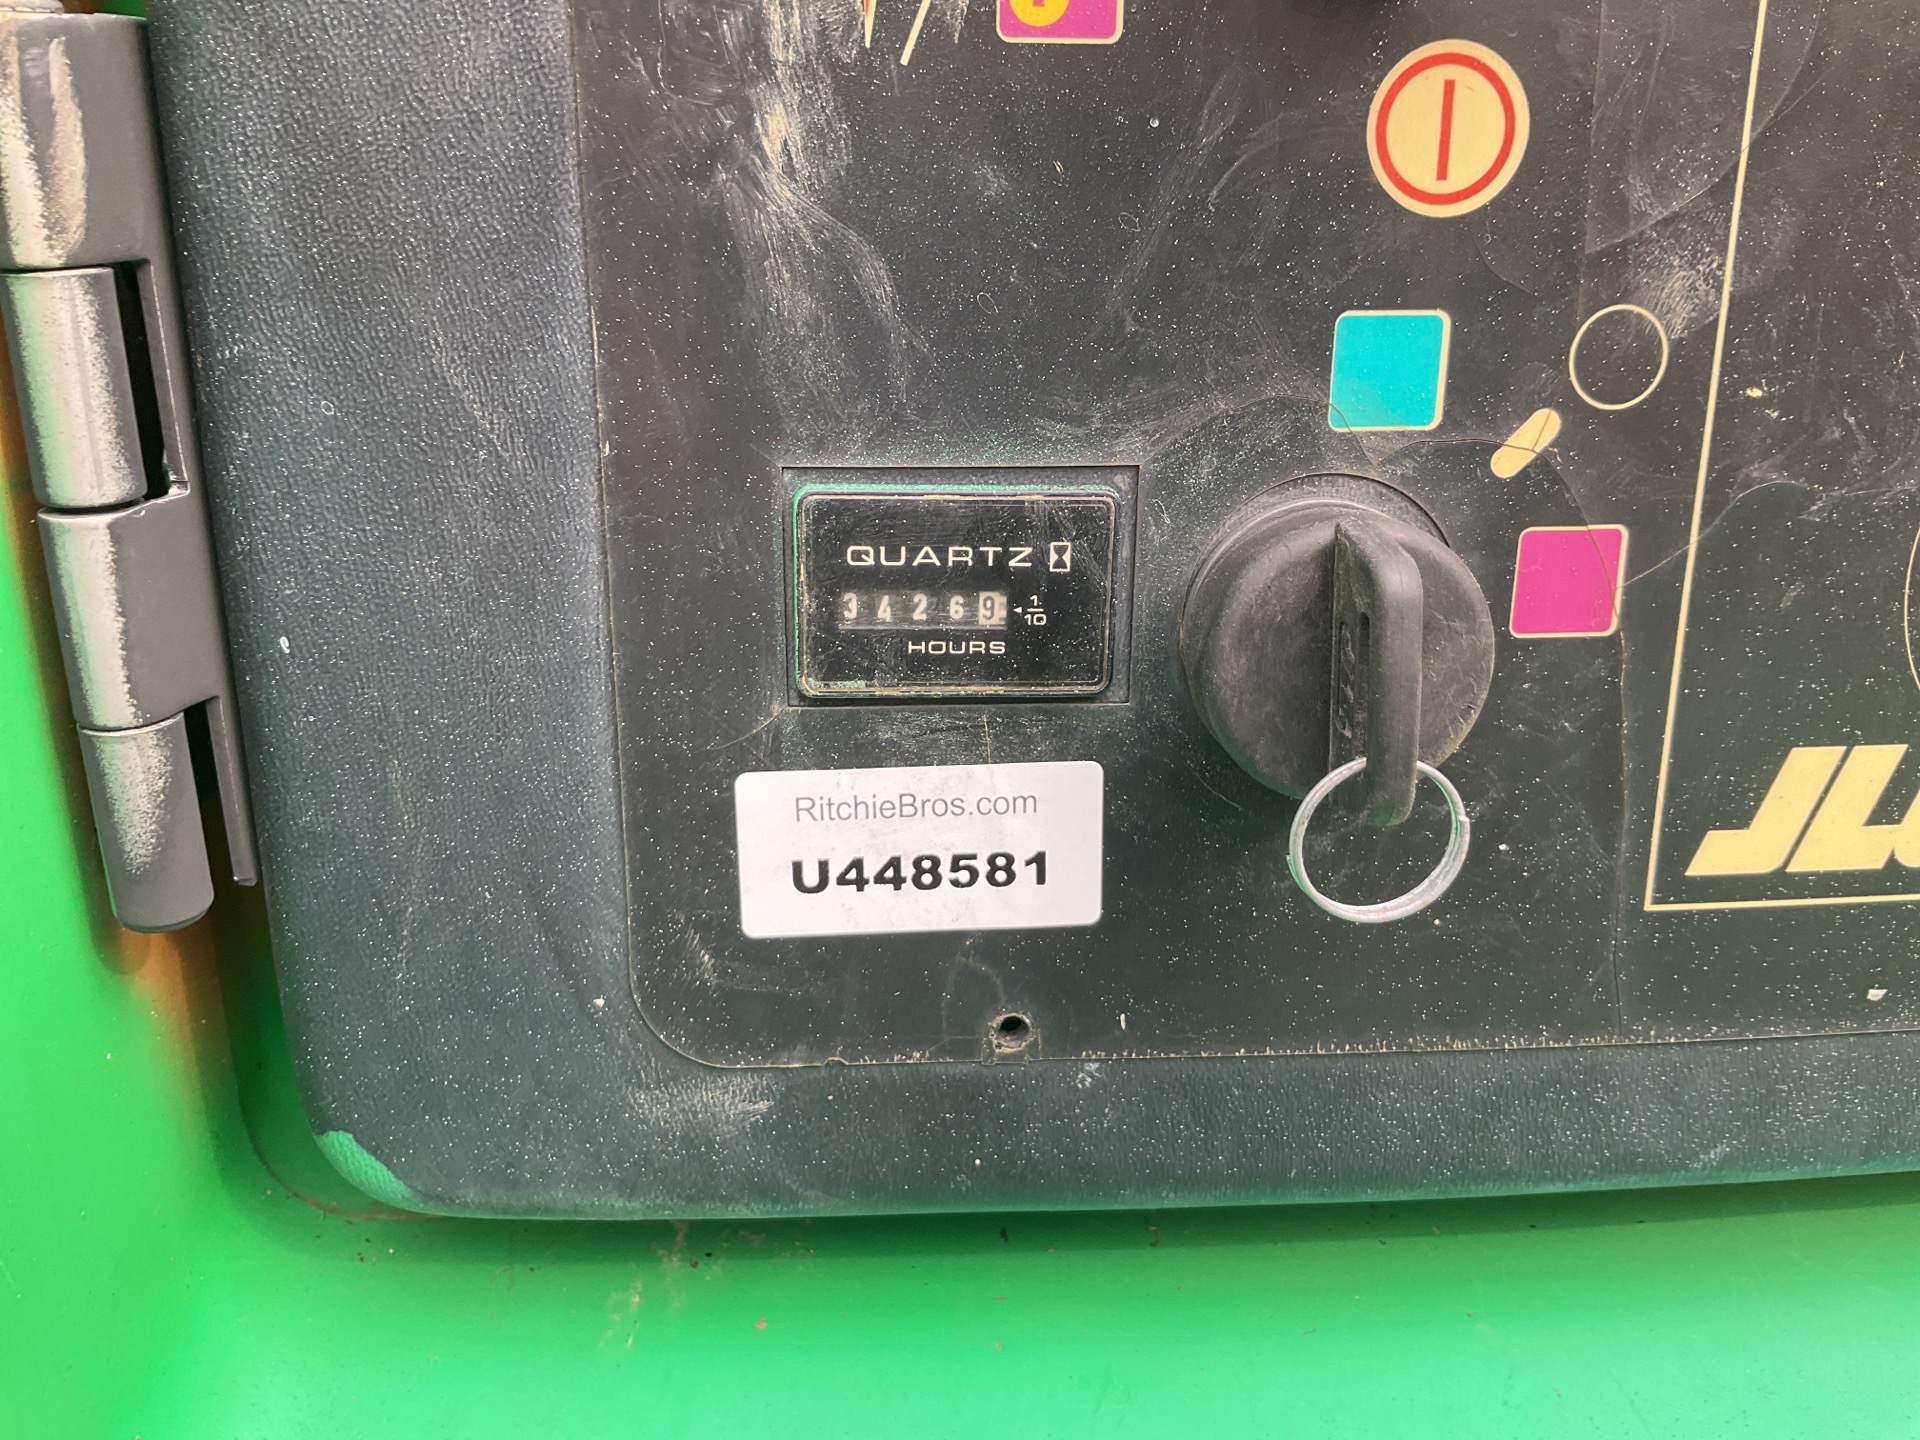 QUARTZ
34269 1/10
HOURS
RitchieBros.com
U448581